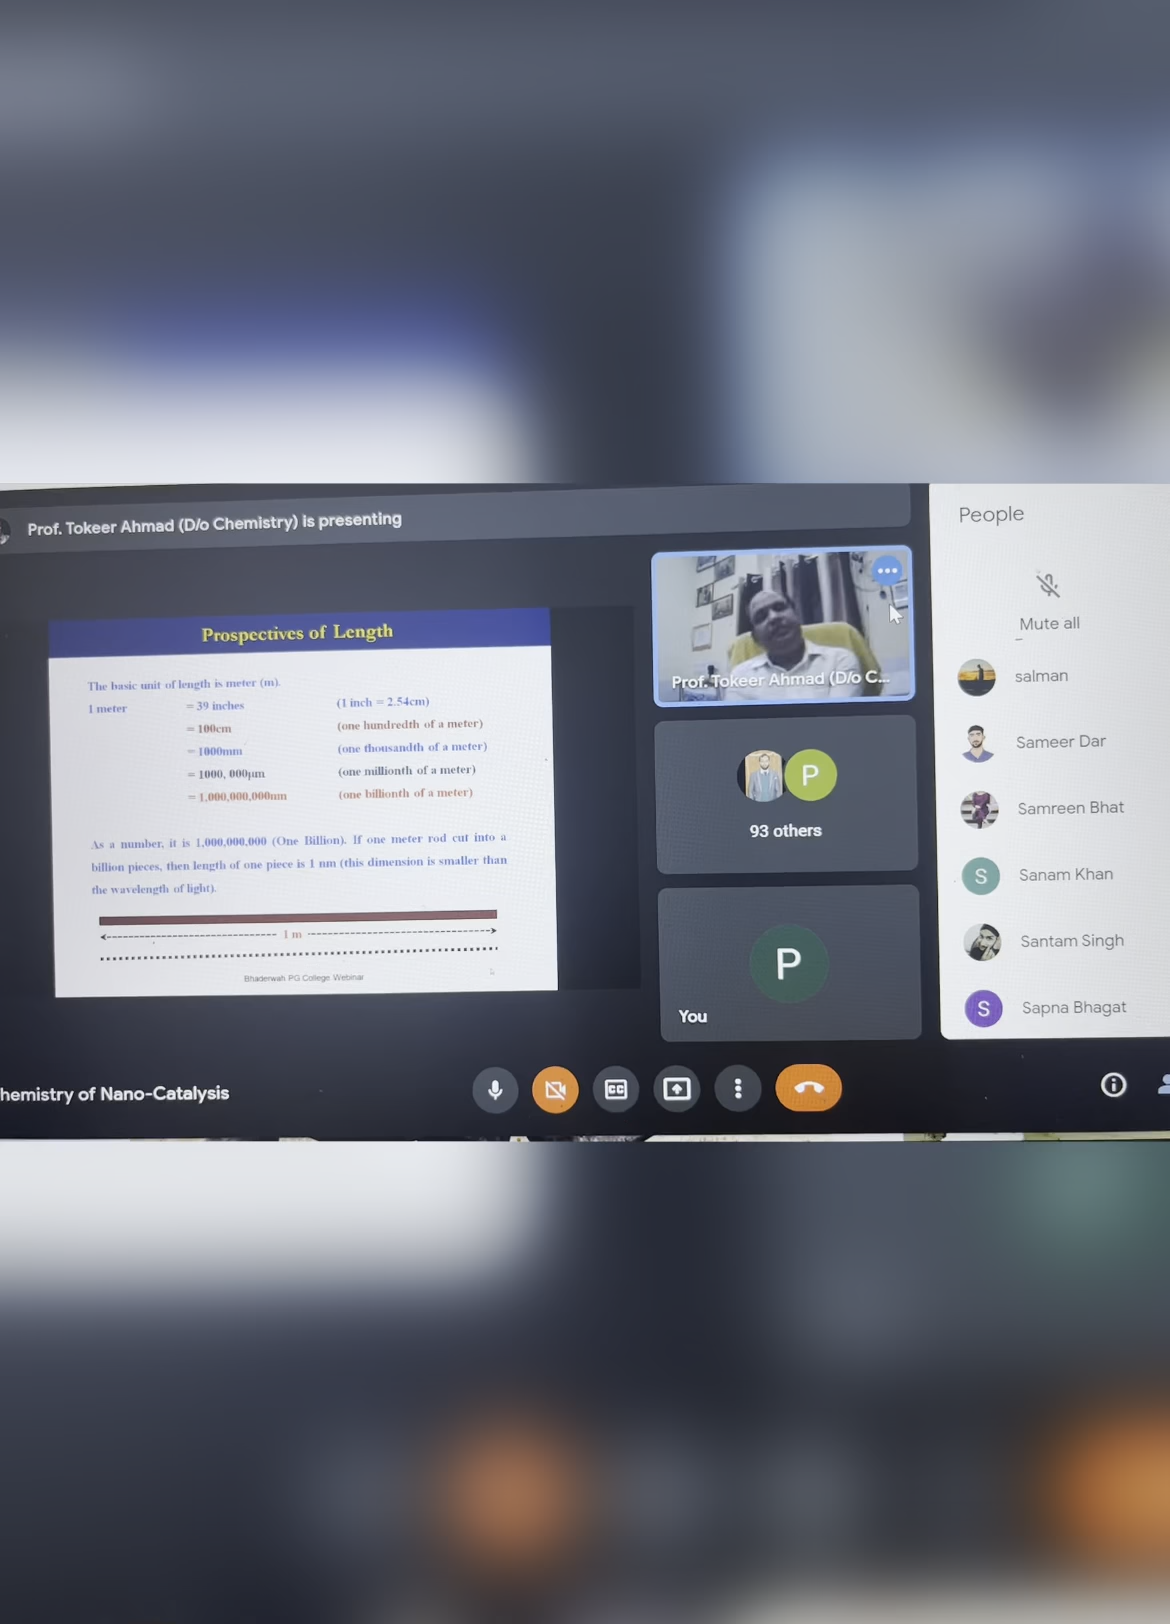 Prof. Tokeer Ahmad (D/o Chemistry) is presenting
Prospectives of Length
The basic unit of length is meter (m).
1 meter = 39 inches (1 inch = 2.54cm)
= 100cm (one hundredth of a meter)
= 1000mm (one thousandth of a meter)
= 1000, 000µm (one millionth of a meter)
= 1,000,000,000nm (one billionth of a meter)
As a number, it is 1,000,000,000 (One Billion). If one meter rod cut into a
billion pieces, then length of one piece is 1 nm (this dimension is smaller than
the wavelength of light).
1 m
Bhaderwah PG College Webinar
Prof. Tokeer Ahmad (D/o C...
P
93 others
P
You
People
Mute all
salman
Sameer Dar
Samreen Bhat
S Sanam Khan
Santam Singh
S Sapna Bhagat
hemistry of Nano-Catalysis
CC